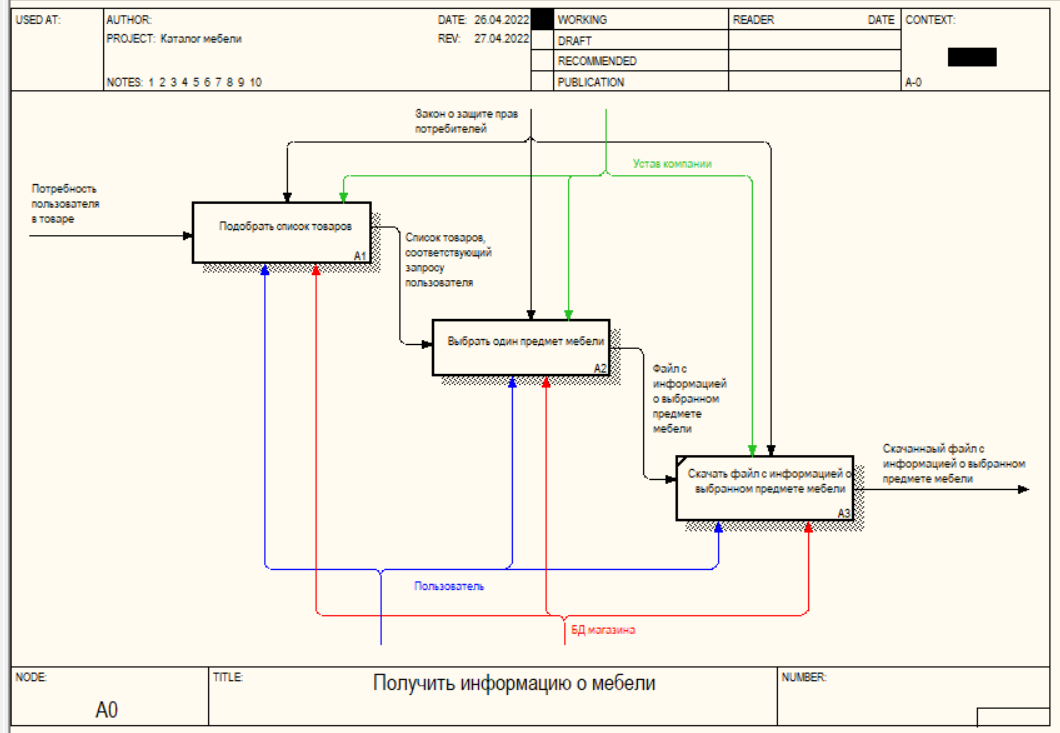 USED AT:
AUTHOR:
DATE: 26.04.2022
PROJECT: Каталог мебели
REV: 27.04.2022
NOTES: 1 2 3 4 5 6 7 8 9 10
WORKING
DRAFT
RECOMMENDED
PUBLICATION
READER
DATE
CONTEXT:
A-0
Закон о защите прав
потребителей
Устав компании
Потребность
пользователя
в товаре
Подобрать список товаров
A1
Список товаров,
соответствующий
запросу
пользователя
Выбрать один предмет мебели
A2
Файл с
информацией
о выбранном
предмете
мебели
Скачать файл с информацией о
выбранном предмете мебели
A3
Скачаннаый файл с
информацией о выбранном
предмете мебели
Пользователь
БД магазина
NODE:
A0
TITLE:
Получить информацию о мебели
NUMBER: